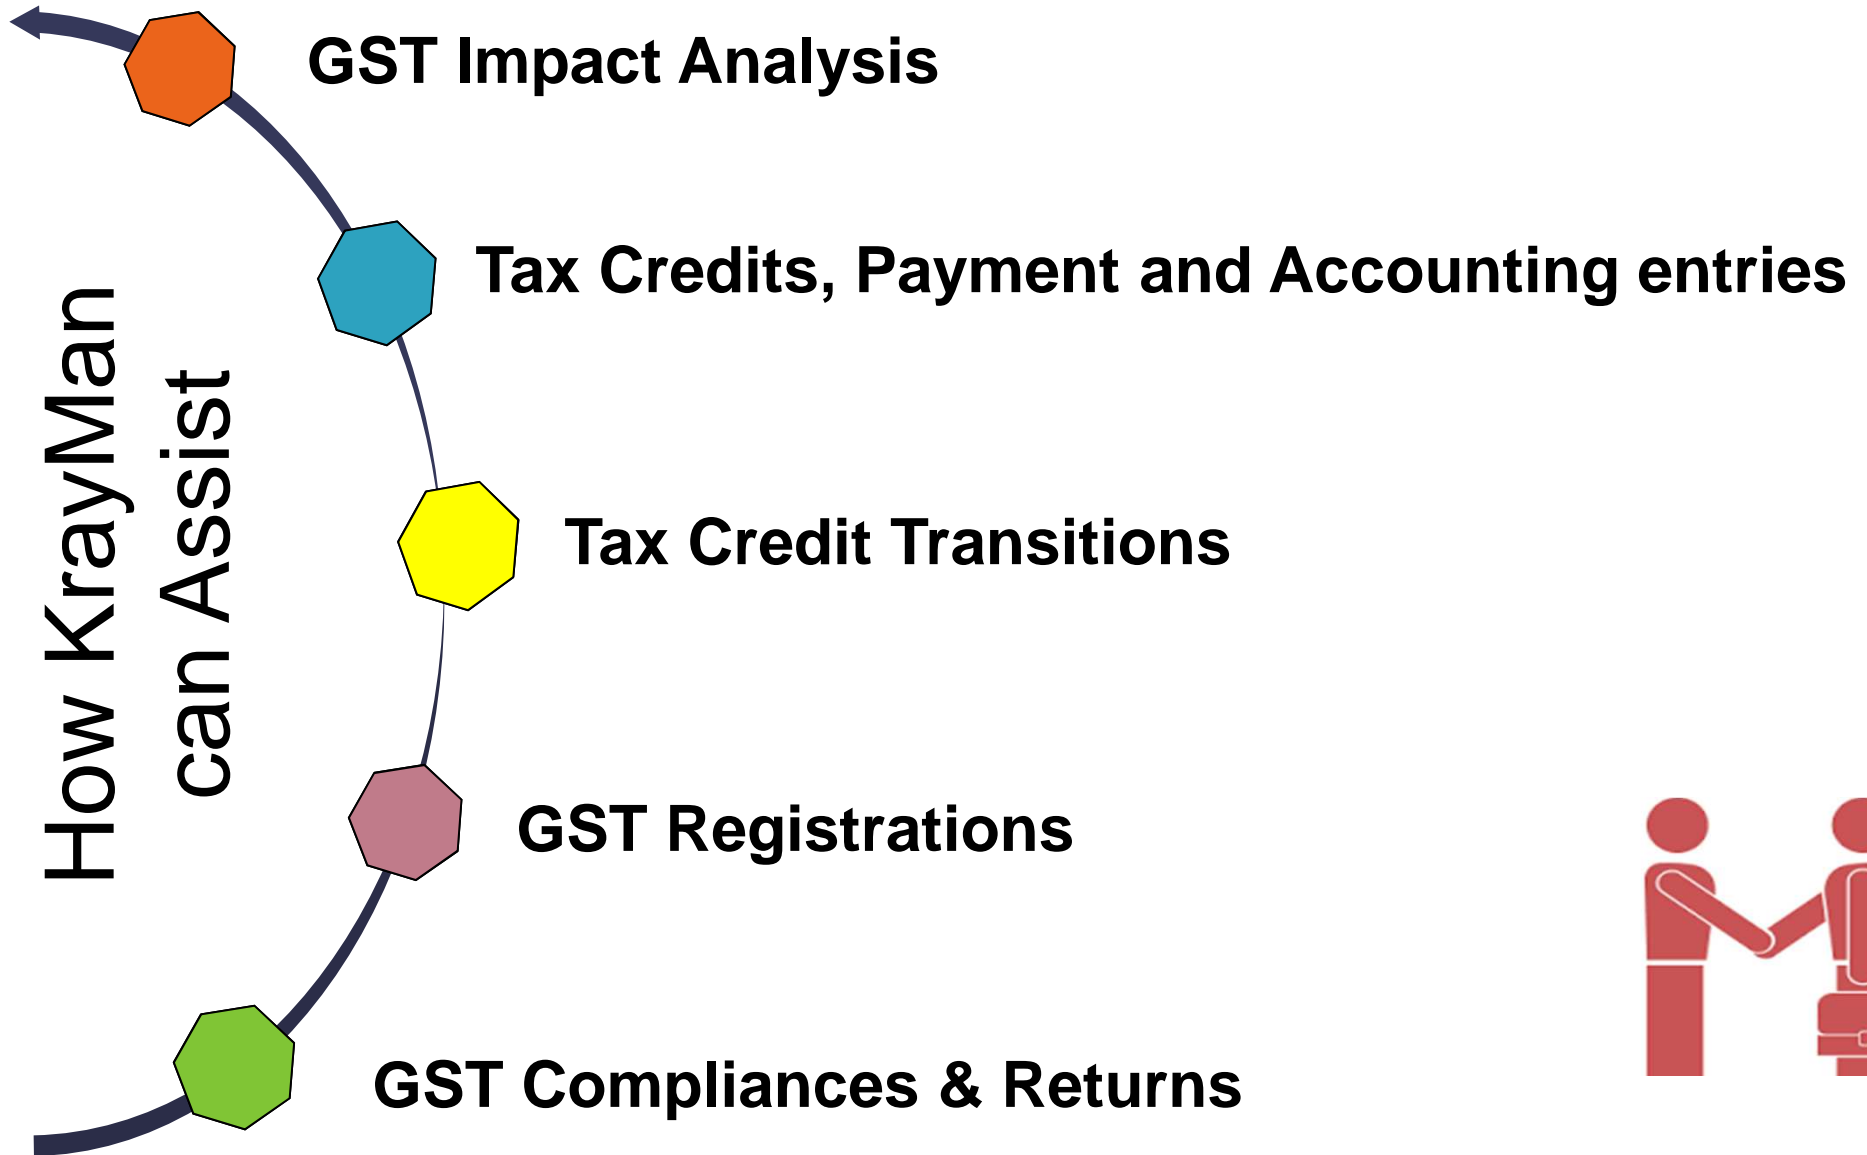 How KrayMan
can Assist
GST Impact Analysis
Tax Credits, Payment and Accounting entries
Tax Credit Transitions
GST Registrations
GST Compliances & Returns